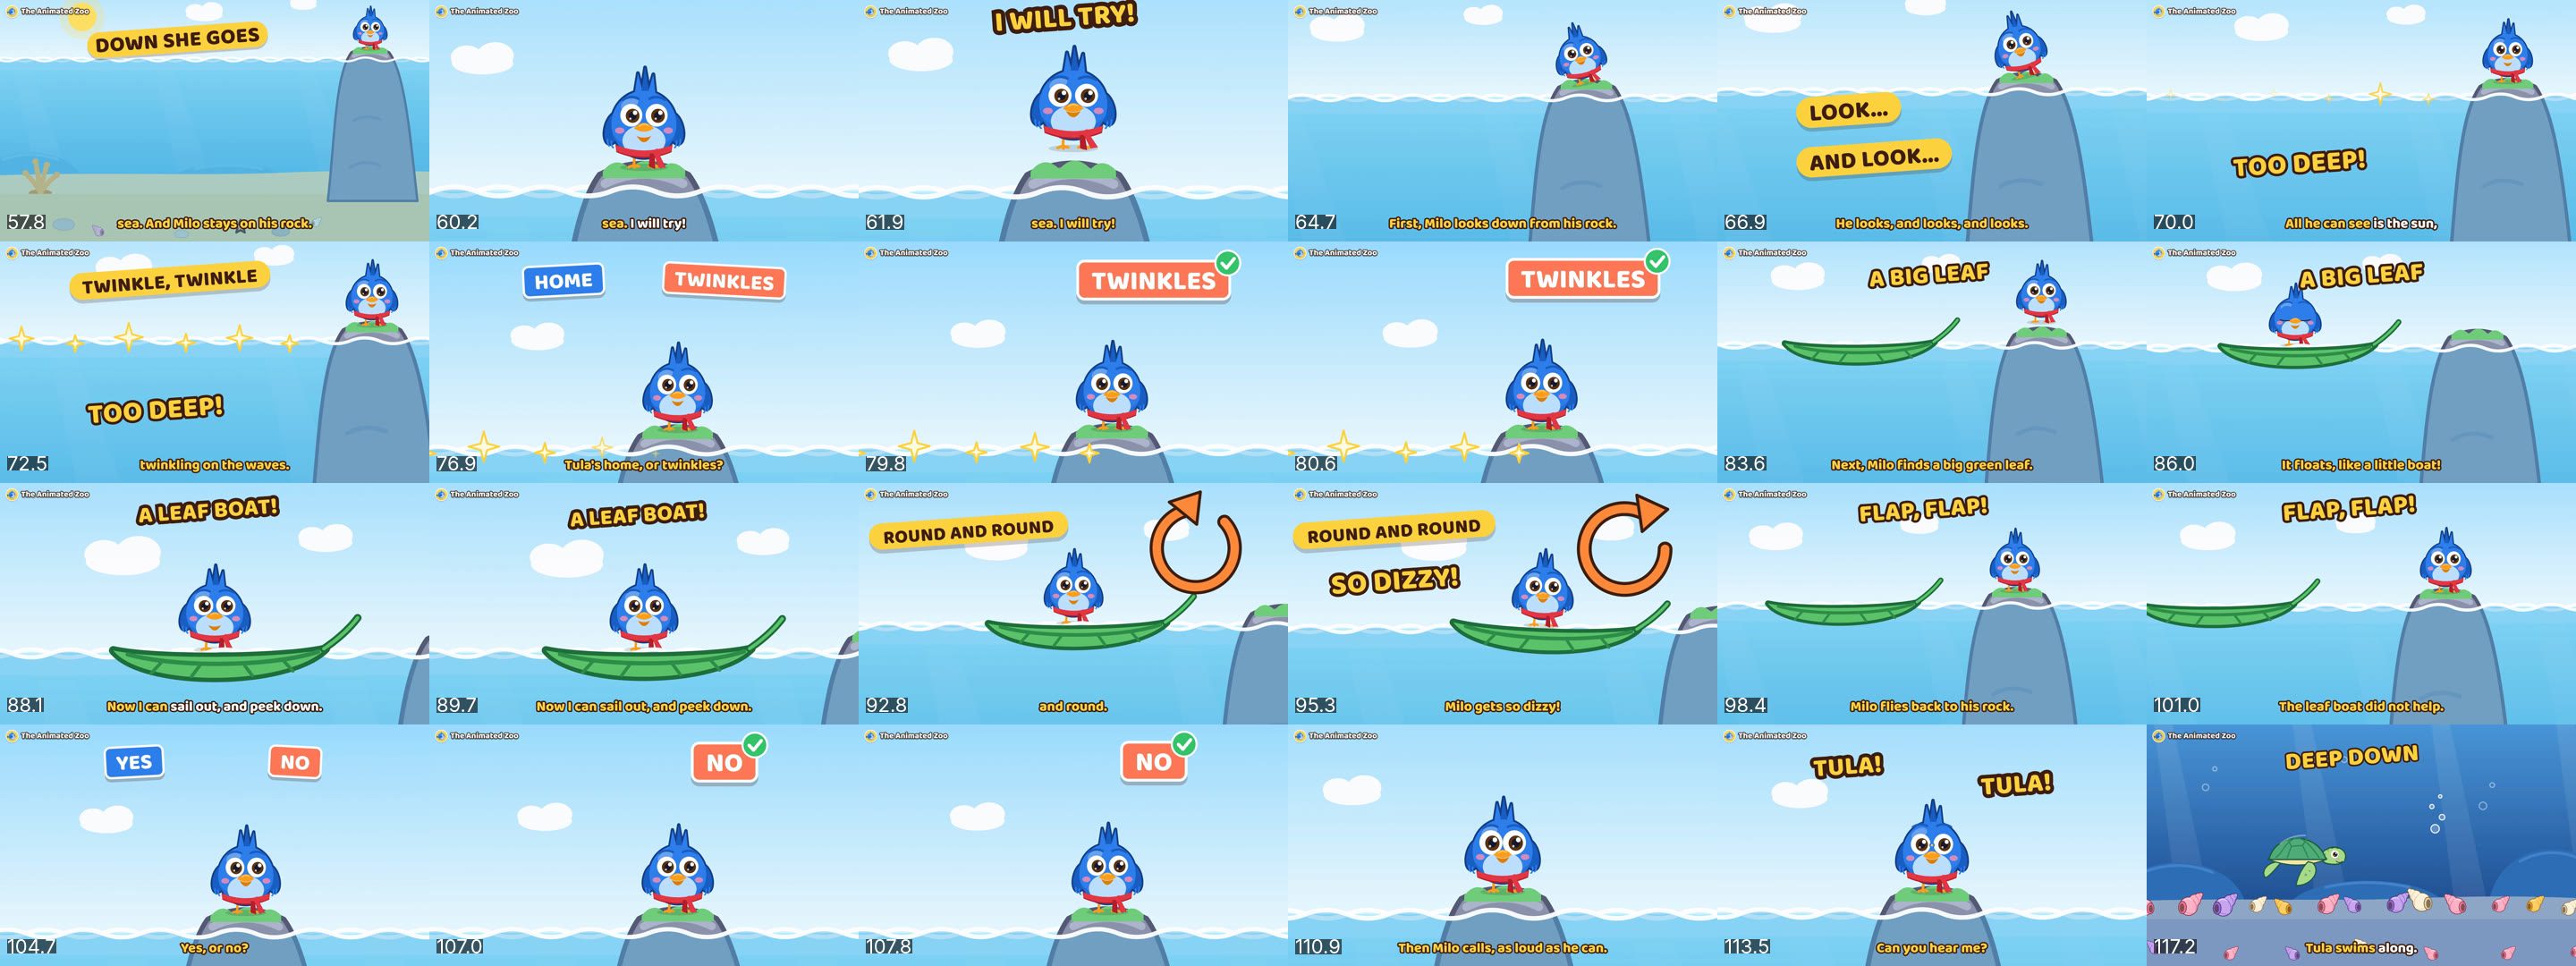 The Animated Zoo
DOWN SHE GOES
57.8
sea. And Milo stays on his rock.
The Animated Zoo
60.2
sea. I will try!
The Animated Zoo
I WILL TRY!
61.9
sea. I will try!
The Animated Zoo
64.7
First, Milo looks down from his rock.
The Animated Zoo
LOOK...
AND LOOK...
66.9
He looks, and looks, and looks.
The Animated Zoo
TOO DEEP!
70.0
All he can see is the sun,
The Animated Zoo
TWINKLE, TWINKLE
TOO DEEP!
72.5
twinkling on the waves.
The Animated Zoo
HOME
TWINKLES
76.9
Tula's home, or twinkles?
The Animated Zoo
TWINKLES
79.8
The Animated Zoo
TWINKLES
80.6
The Animated Zoo
A BIG LEAF
83.6
Next, Milo finds a big green leaf.
The Animated Zoo
A BIG LEAF
86.0
It floats, like a little boat!
The Animated Zoo
A LEAF BOAT!
88.1
Now I can sail out, and peek down.
The Animated Zoo
A LEAF BOAT!
89.7
Now I can sail out, and peek down.
The Animated Zoo
ROUND AND ROUND
92.8
and round.
The Animated Zoo
ROUND AND ROUND
SO DIZZY!
95.3
Milo gets so dizzy!
The Animated Zoo
FLAP, FLAP!
98.4
Milo flies back to his rock.
The Animated Zoo
FLAP, FLAP!
101.0
The leaf boat did not help.
The Animated Zoo
YES
NO
104.7
Yes, or no?
The Animated Zoo
NO
107.0
The Animated Zoo
NO
107.8
The Animated Zoo
110.9
Then Milo calls, as loud as he can.
The Animated Zoo
TULA!
TULA!
113.5
Can you hear me?
The Animated Zoo
DEEP DOWN
117.2
Tula swims along.